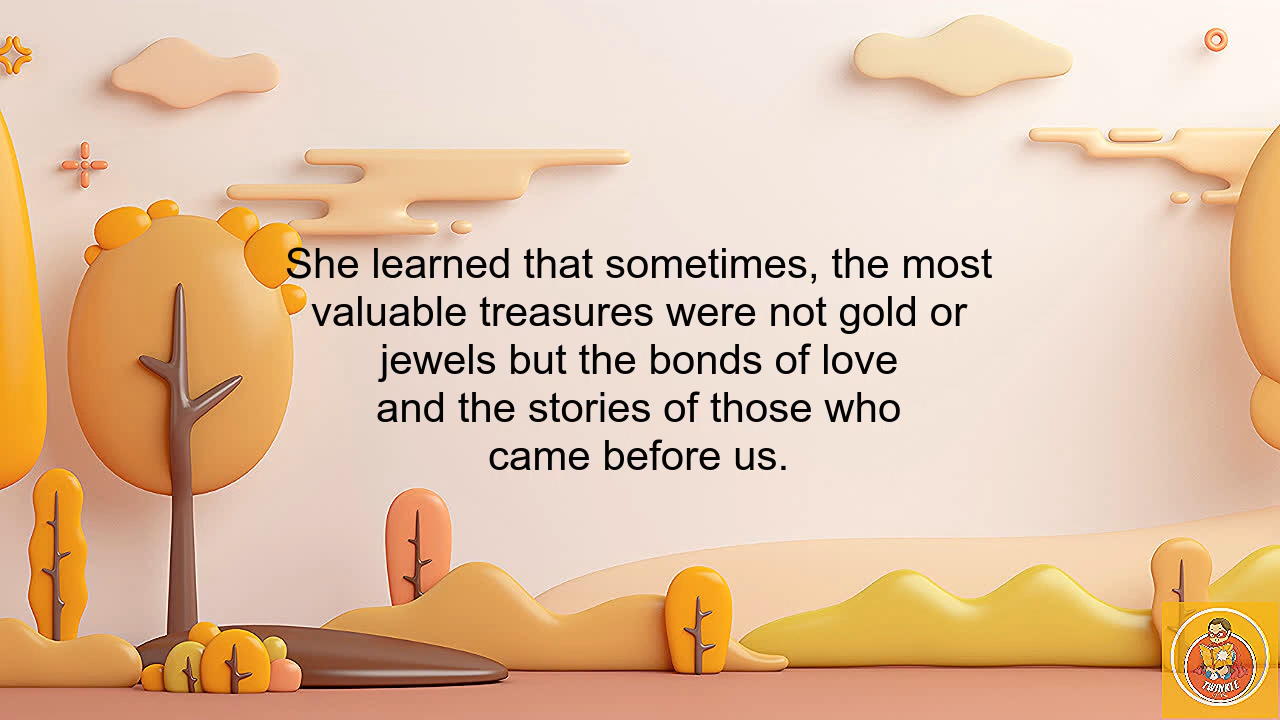 She learned that sometimes, the most
valuable treasures were not gold or
jewels but the bonds of love
and the stories of those who
came before us.
TWINKLE